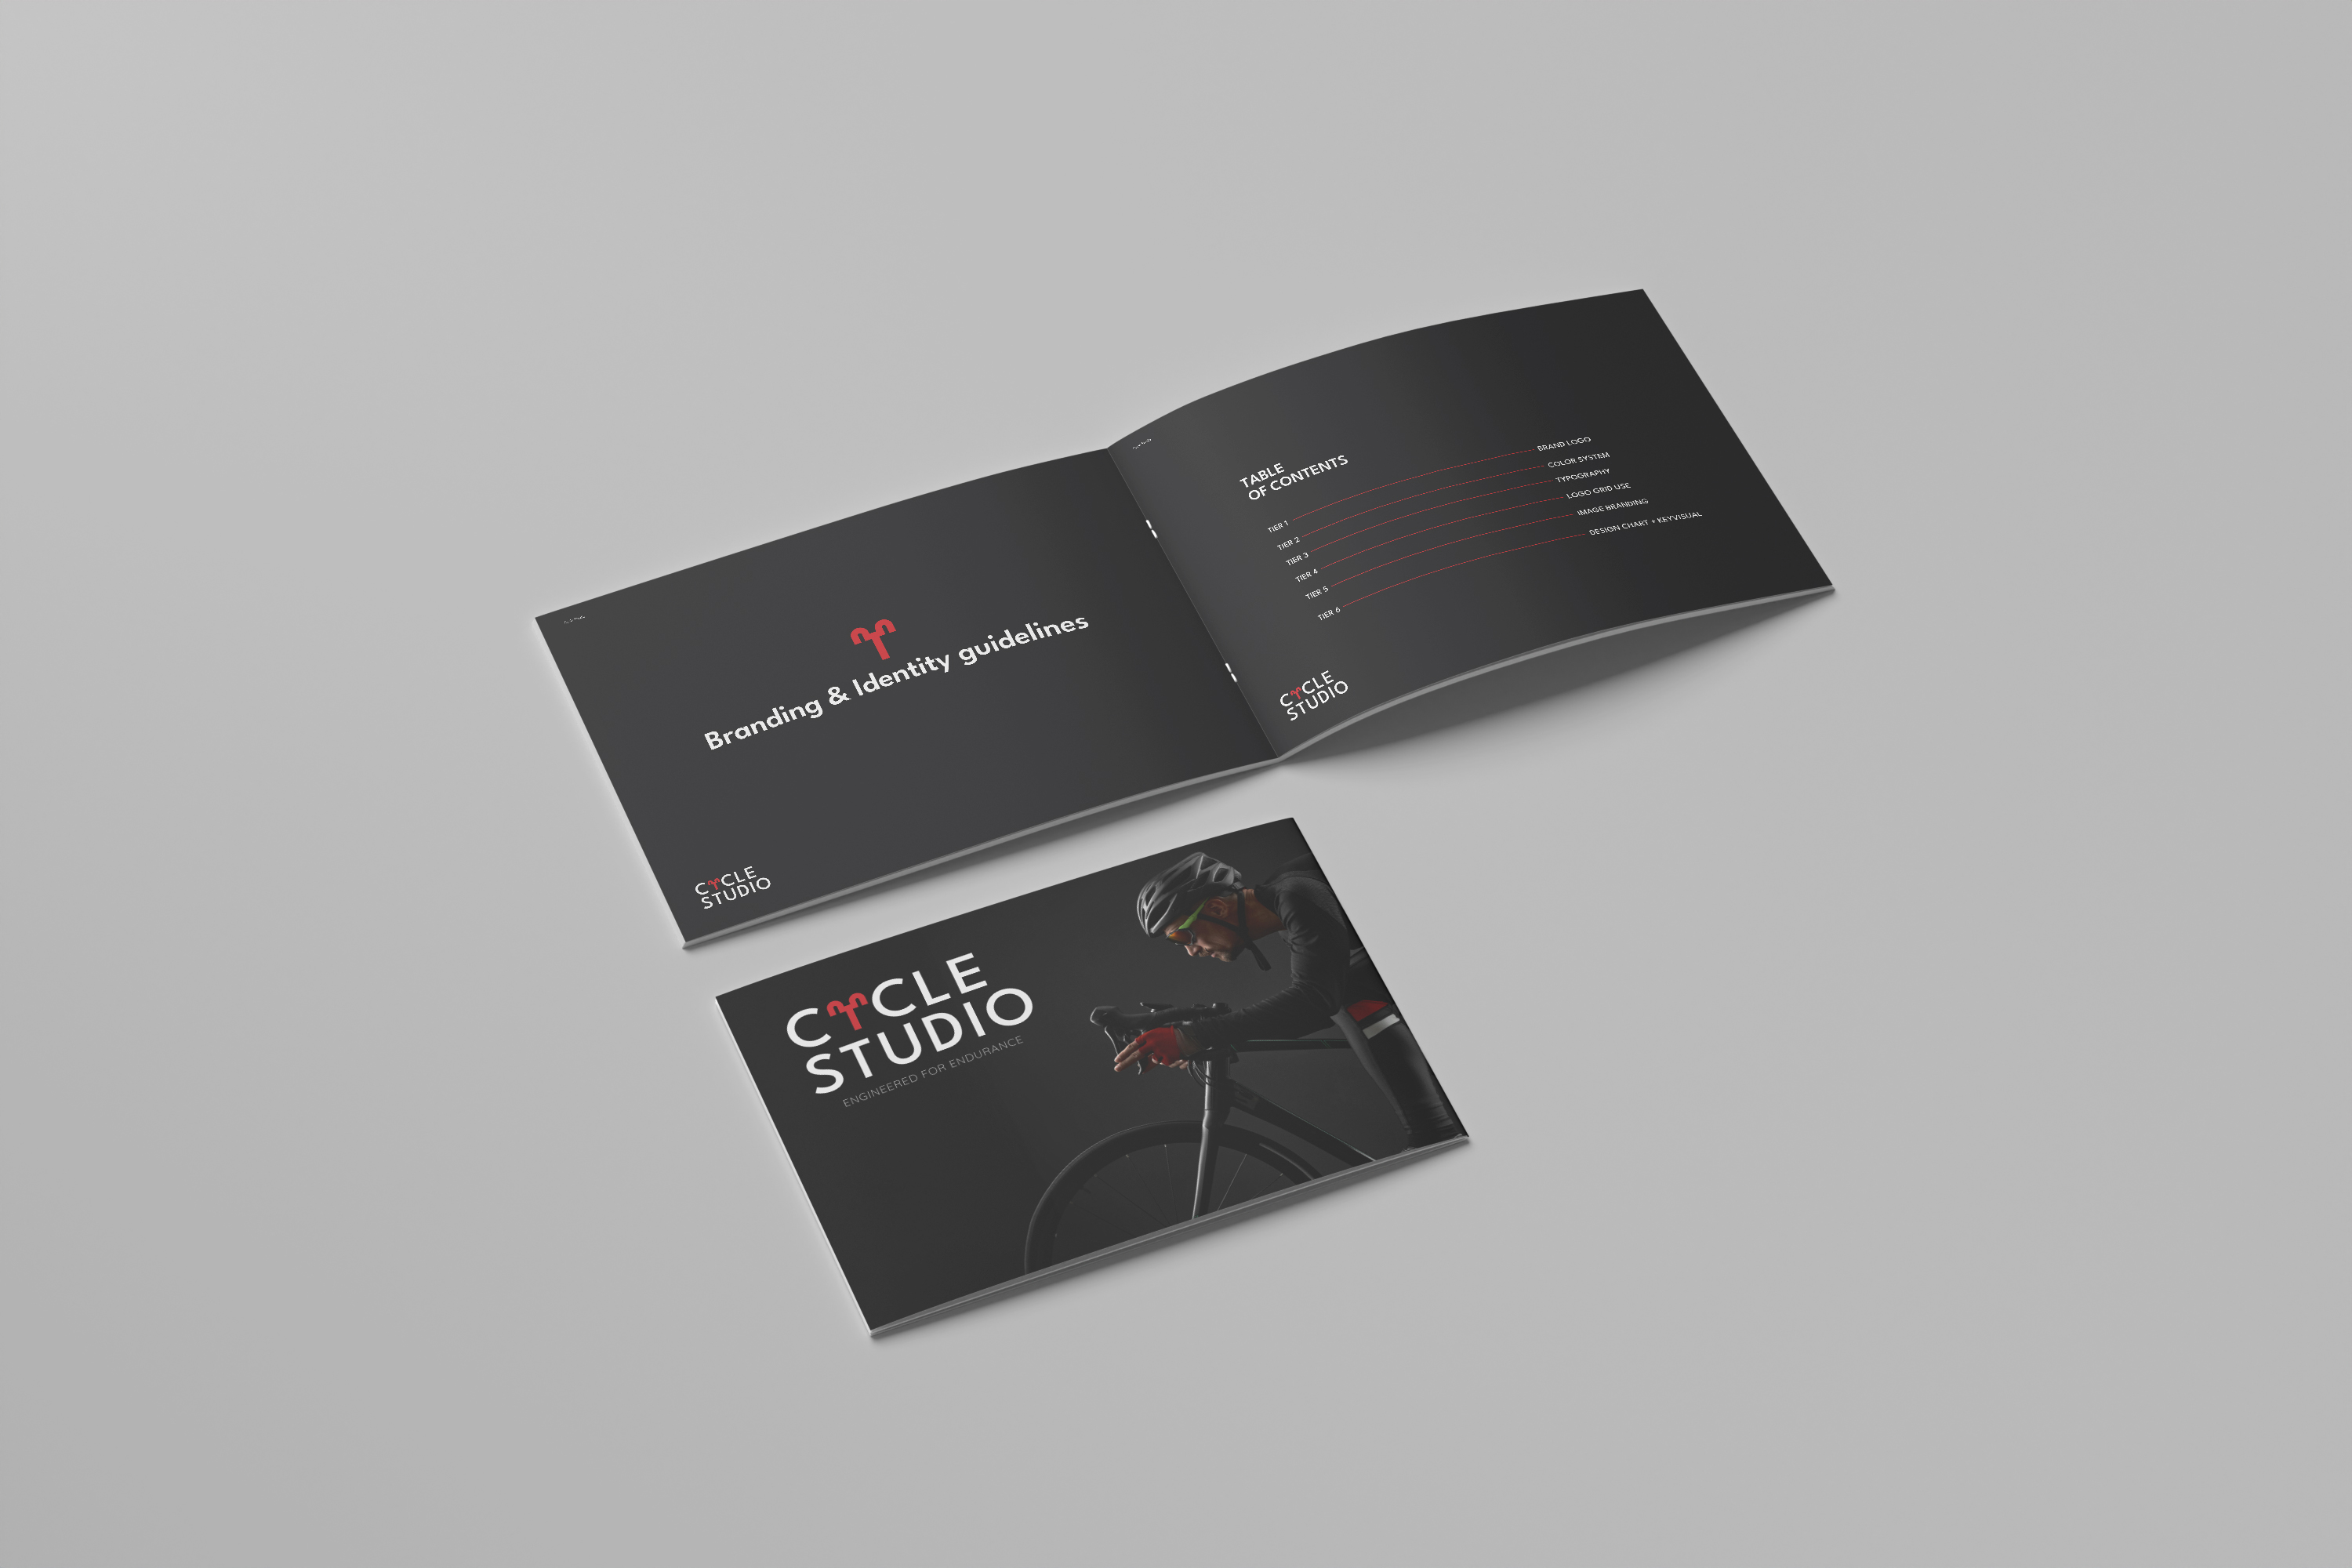 Branding & Identity guidelines
CYCLE
STUDIO
TABLE
OF CONTENTS
TIER 1 BRAND LOGO
TIER 2 COLOR SYSTEM
TIER 3 TYPOGRAPHY
TIER 4 LOGO GRID USE
TIER 5 IMAGE BRANDING
TIER 6 DESIGN CHART + KEYVISUAL
CYCLE
STUDIO
CYCLE
STUDIO
ENGINEERED FOR ENDURANCE